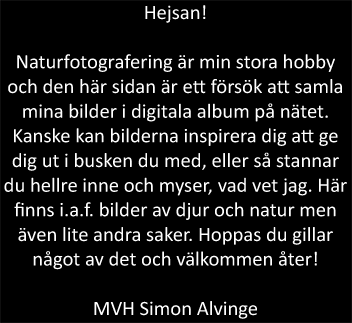 Hejsan!
Naturfotografering är min stora hobby
och den här sidan är ett försök att samla
mina bilder i digitala album på nätet.
Kanske kan bilderna inspirera dig att ge
dig ut i busken du med, eller så stannar
du hellre inne och myser, vad vet jag. Här
finns i.a.f. bilder av djur och natur men
även lite andra saker. Hoppas du gillar
något av det och välkommen åter!
MVH Simon Alvinge